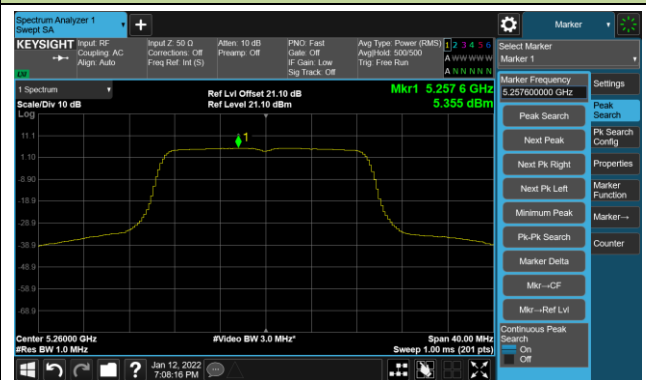 Spectrum Analyzer 1
Swept SA
+
Marker
KEYSIGHT
Input: RF
Coupling: AC
Align: Auto
Input Z: 50 Ω
Corrections: Off
Freq Ref: Int (S)
Atten: 10 dB
Preamp: Off
PNO: Fast
Gate: Off
IF Gain: Low
Sig Track: Off
Avg Type: Power (RMS)
Avg|Hold: 500/500
Trig: Free Run
1 2 3 4 5 6
A W W W W W
A N N N N N
Select Marker
Marker 1
1 Spectrum
Scale/Div 10 dB
Log
Ref Lvl Offset 21.10 dB
Ref Level 21.10 dBm
Mkr1 5.257 6 GHz
5.355 dBm
1
11.1
1.10
-8.90
-18.9
-28.9
-38.9
-48.9
-58.9
-68.9
Center 5.26000 GHz
#Res BW 1.0 MHz
#Video BW 3.0 MHz*
Span 40.00 MHz
Sweep 1.00 ms (201 pts)
Marker Frequency
5.257600000 GHz
Peak Search
Next Peak
Next Pk Right
Next Pk Left
Minimum Peak
Pk-Pk Search
Marker Delta
Mkr→CF
Mkr→Ref Lvl
Continuous Peak
Search
On
Off
Settings
Peak
Search
Pk Search
Config
Properties
Marker
Function
Marker→
Counter
?
Jan 12, 2022
7:08:16 PM